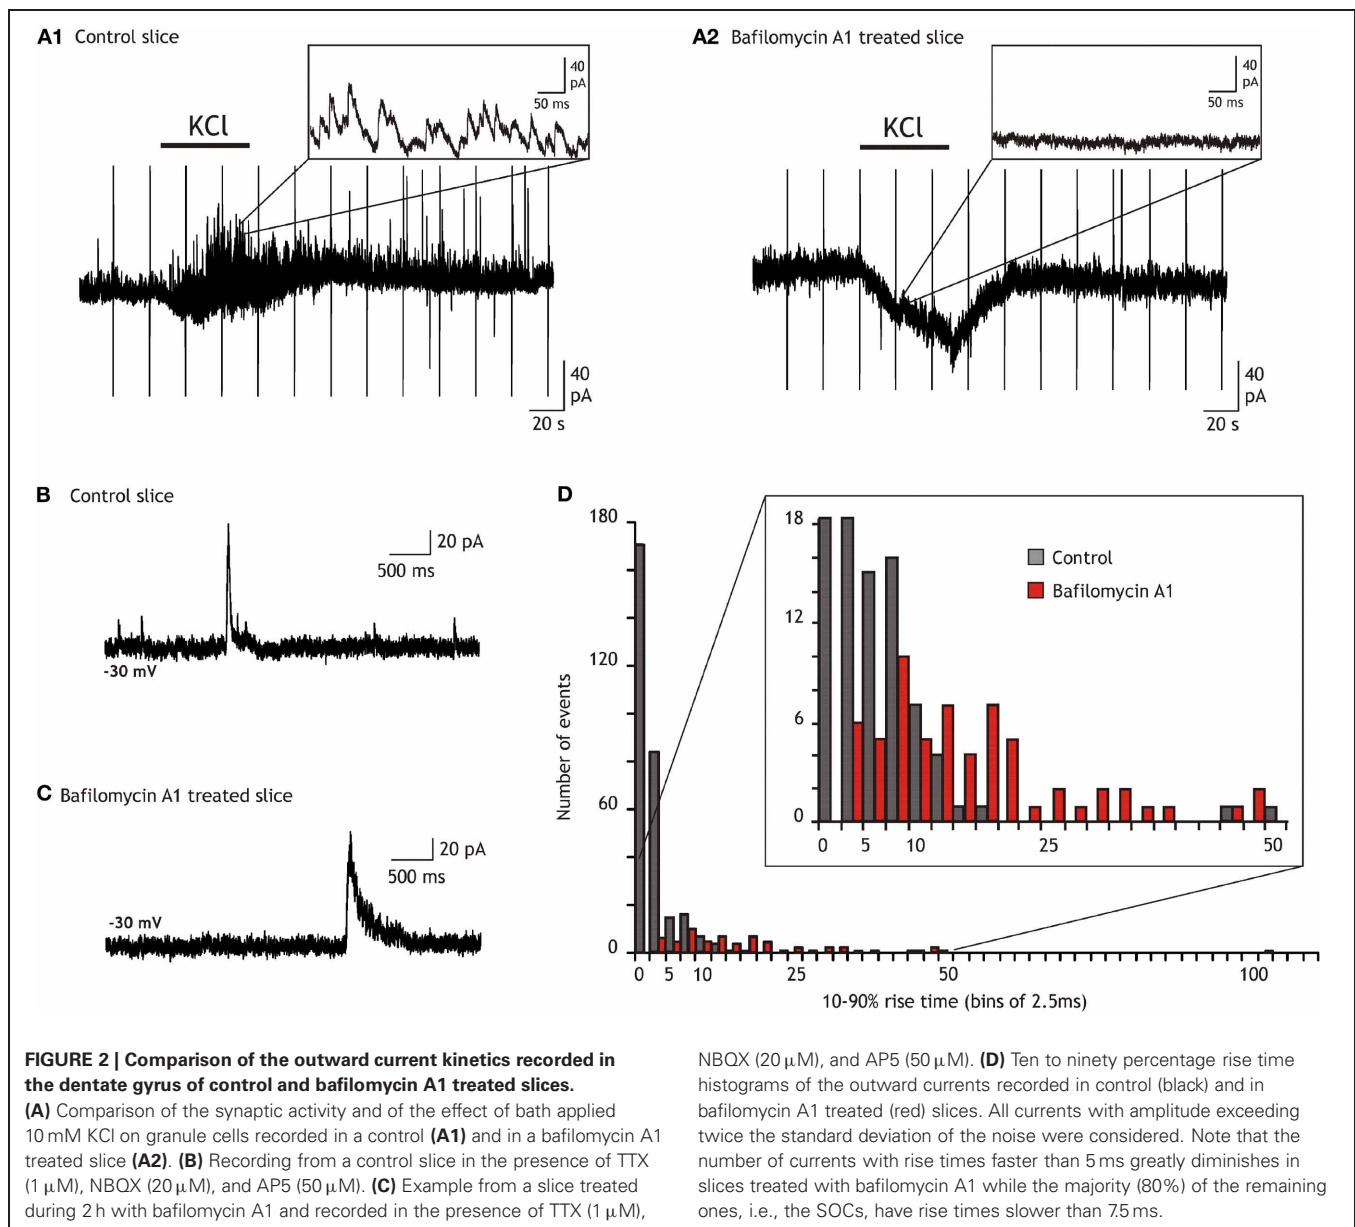 A1 Control slice
KCl
40
pA
50 ms
40
pA
20 s
A2 Bafilomycin A1 treated slice
KCl
40
pA
50 ms
40
pA
20 s
B Control slice
20 pA
500 ms
-30 mV
C Bafilomycin A1 treated slice
20 pA
500 ms
-30 mV
D
180
120
60
0
Number of events
0 5 10 25 50 100
10-90% rise time (bins of 2.5ms)
18
12
6
0
0 5 10 25 50
Control
Bafilomycin A1
FIGURE 2 | Comparison of the outward current kinetics recorded in
the dentate gyrus of control and bafilomycin A1 treated slices.
(A) Comparison of the synaptic activity and of the effect of bath applied
10 mM KCl on granule cells recorded in a control (A1) and in a bafilomycin A1
treated slice (A2). (B) Recording from a control slice in the presence of TTX
(1 μM), NBQX (20 μM), and AP5 (50 μM). (C) Example from a slice treated
during 2 h with bafilomycin A1 and recorded in the presence of TTX (1 μM),
NBQX (20 μM), and AP5 (50 μM). (D) Ten to ninety percentage rise time
histograms of the outward currents recorded in control (black) and in
bafilomycin A1 treated (red) slices. All currents with amplitude exceeding
twice the standard deviation of the noise were considered. Note that the
number of currents with rise times faster than 5 ms greatly diminishes in
slices treated with bafilomycin A1 while the majority (80%) of the remaining
ones, i.e., the SOCs, have rise times slower than 7.5 ms.